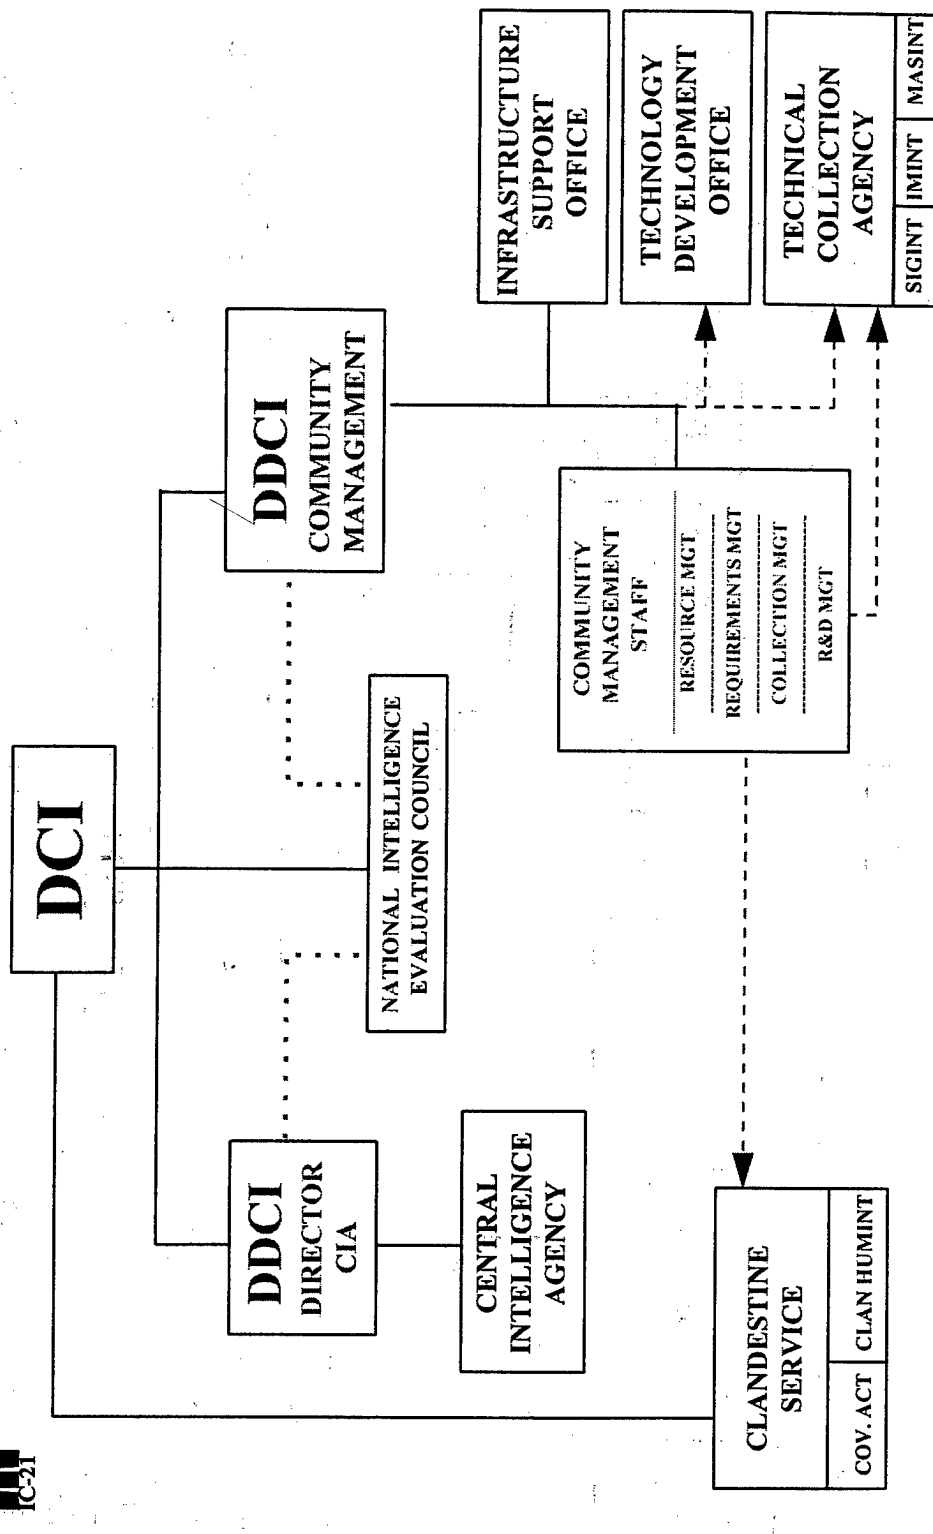 IC-21
DCI
DDCI
DIRECTOR
CIA
DDCI
COMMUNITY
MANAGEMENT
NATIONAL INTELLIGENCE
EVALUATION COUNCIL
CENTRAL
INTELLIGENCE
AGENCY
INFRASTRUCTURE
SUPPORT
OFFICE
COMMUNITY
MANAGEMENT
STAFF
RESOURCE MGT
REQUIREMENTS MGT
COLLECTION MGT
R&D MGT
TECHNOLOGY
DEVELOPMENT
OFFICE
CLANDESTINE
SERVICE
COV. ACT
CLAN HUMINT
TECHNICAL
COLLECTION
AGENCY
SIGINT
IMINT
MASINT